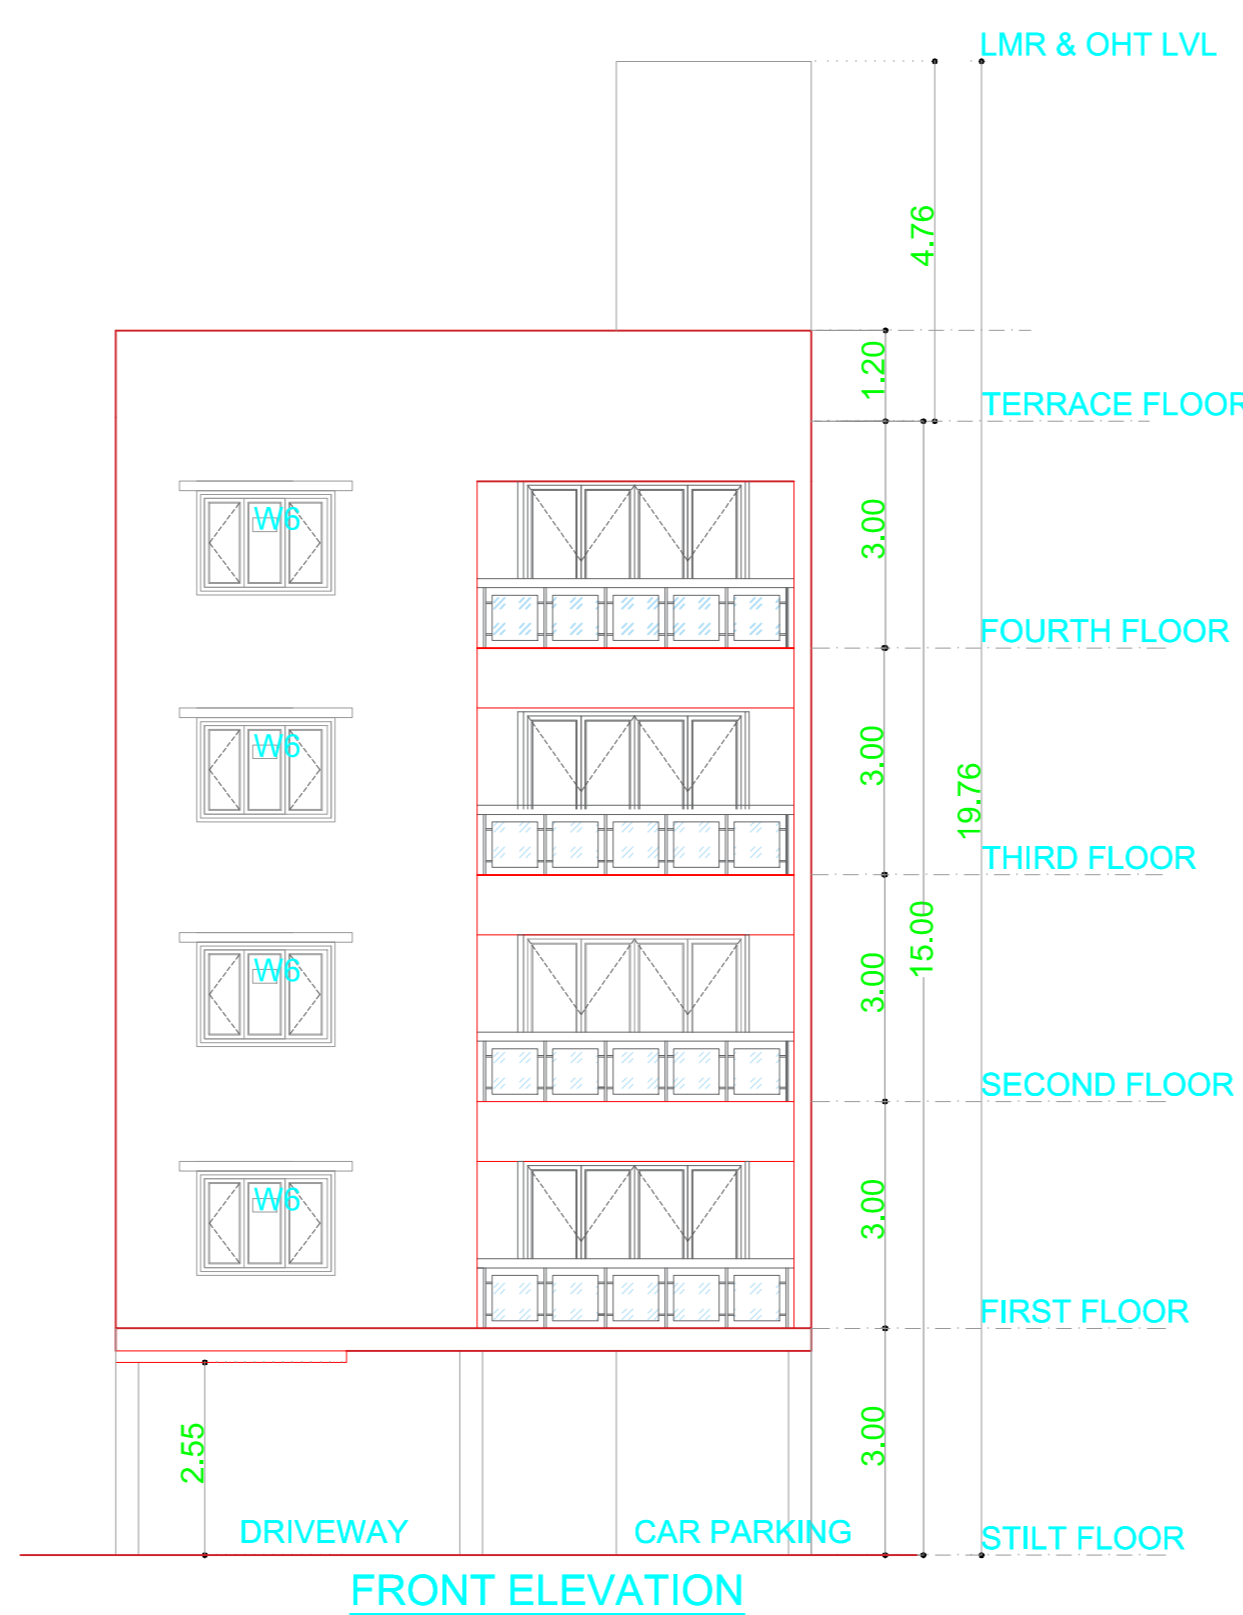 LMR & OHT LVL
4.76
1.20
TERRACE FLOOR
W6
3.00
FOURTH FLOOR
W6
3.00
19.76
THIRD FLOOR
15.00
W6
3.00
SECOND FLOOR
W6
3.00
FIRST FLOOR
2.55
3.00
DRIVEWAY
CAR PARKING
STILT FLOOR
FRONT ELEVATION